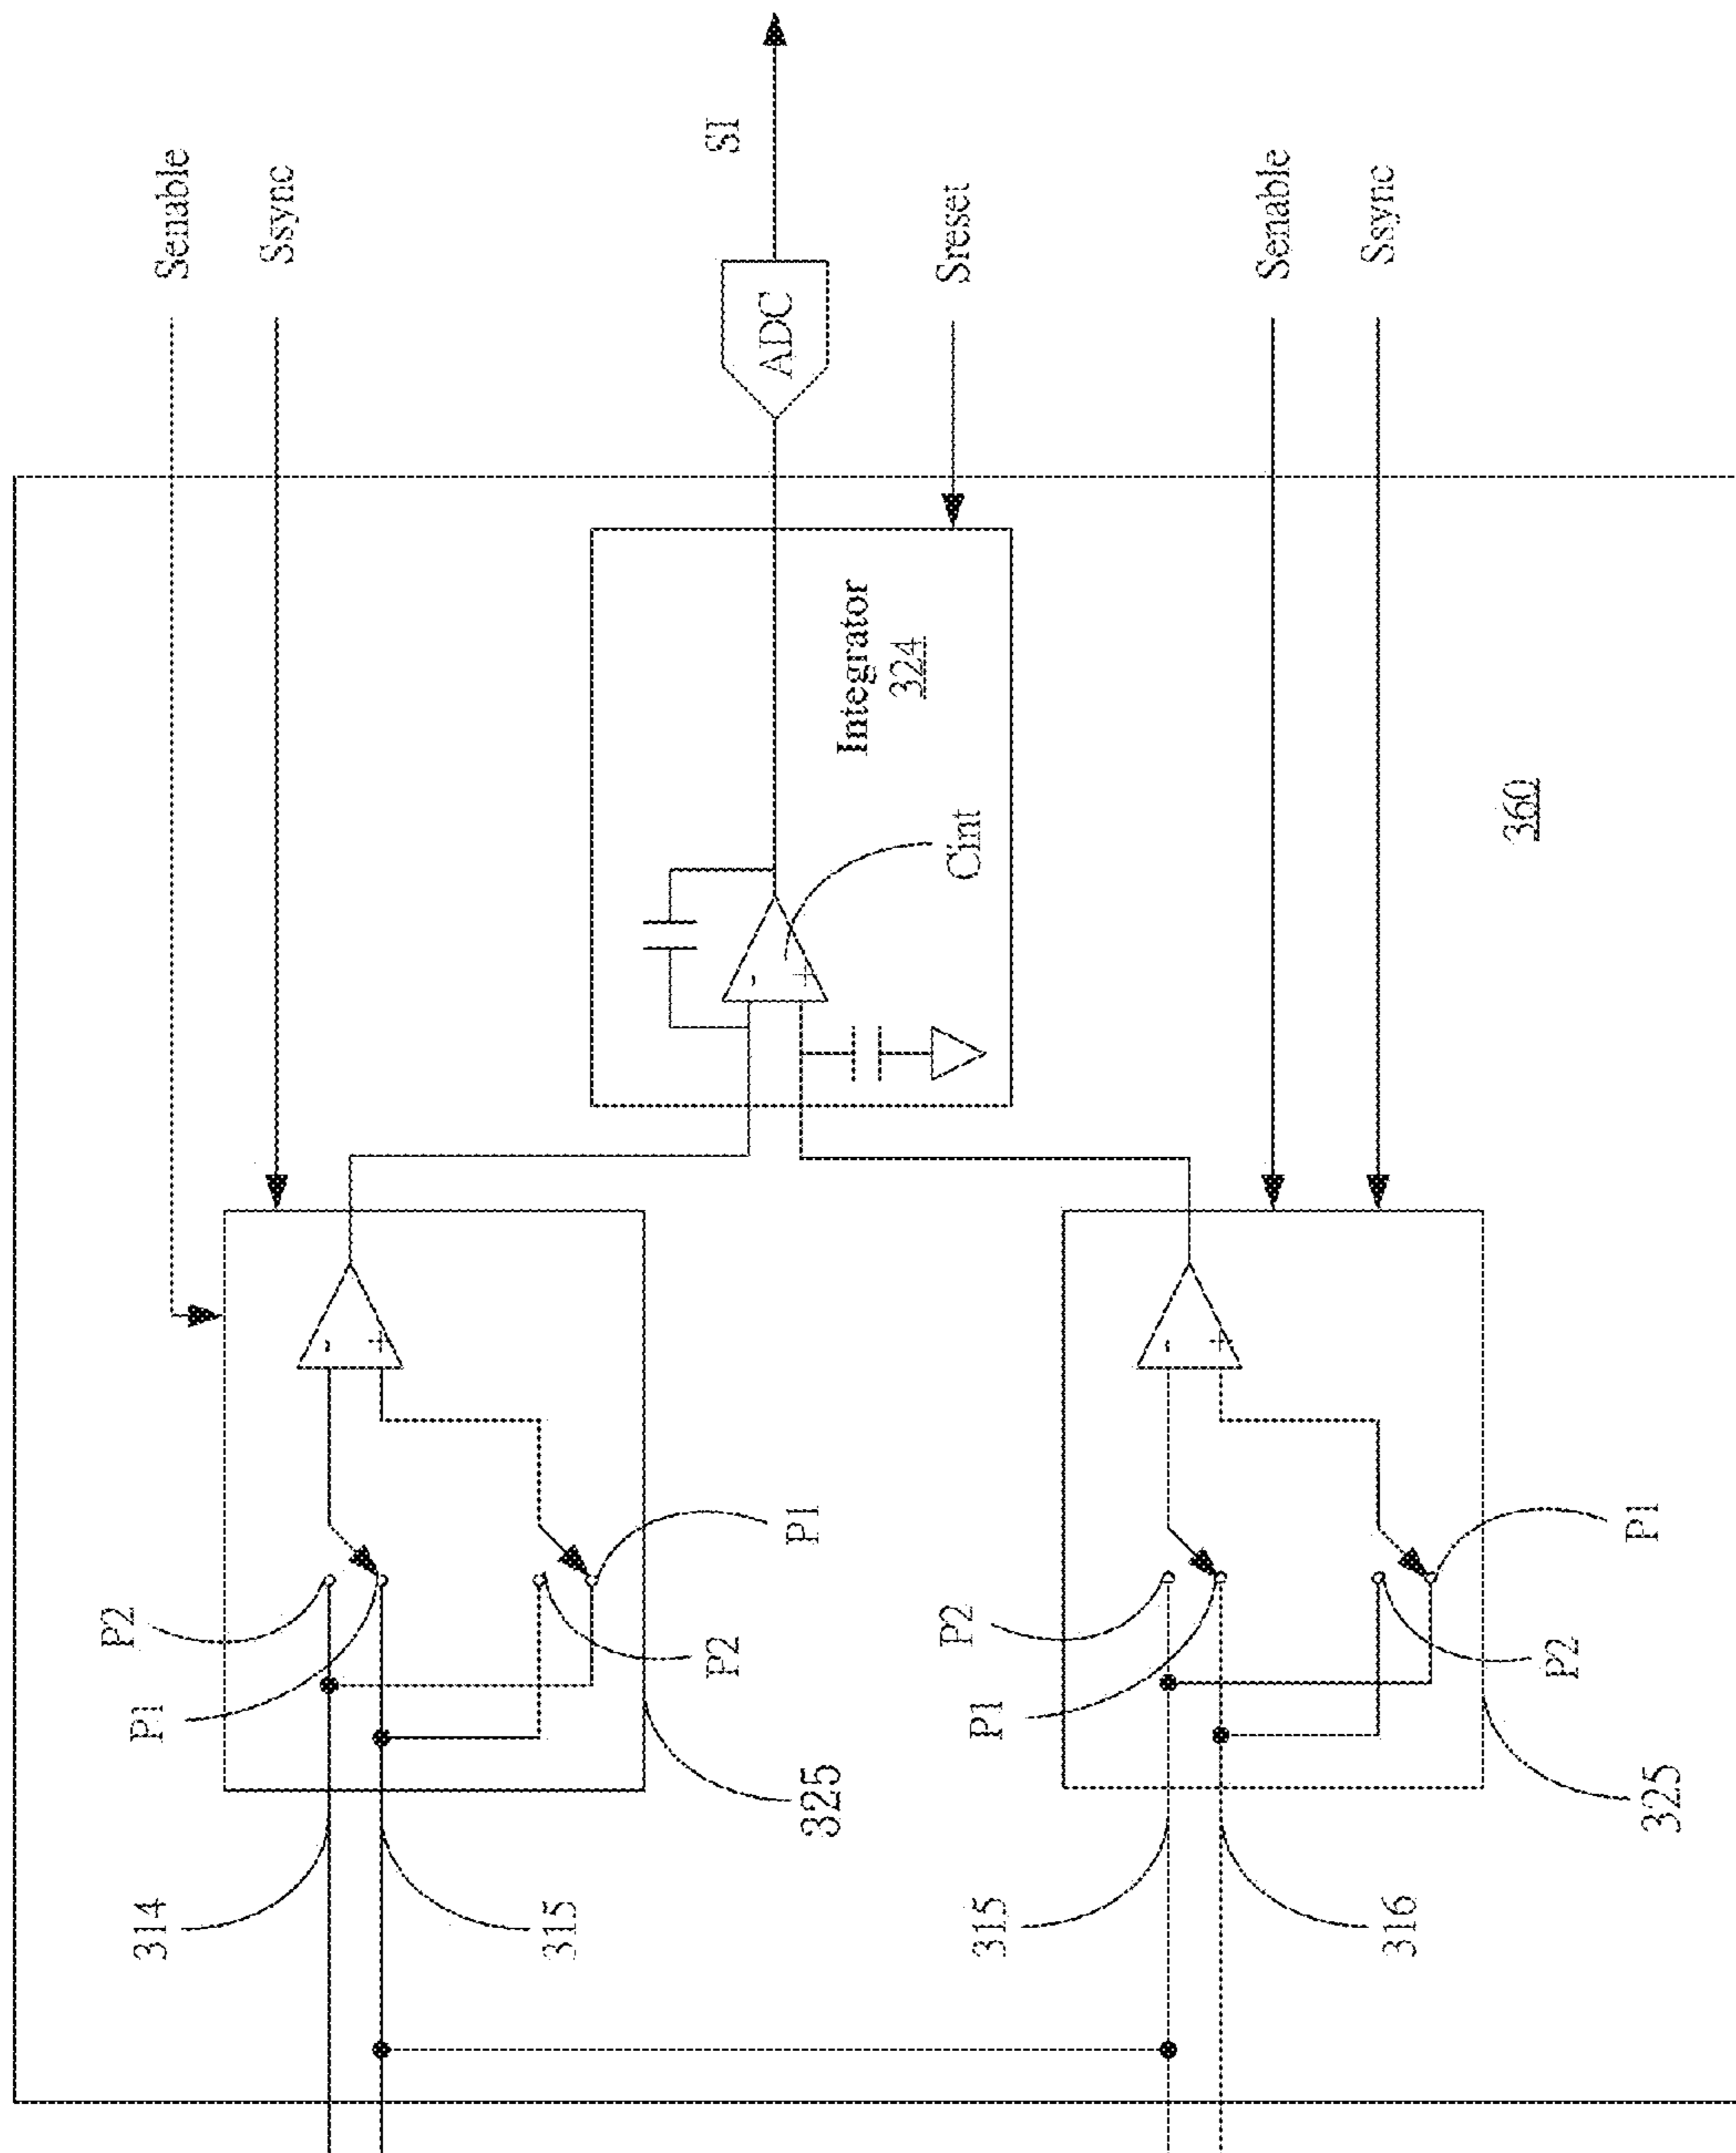 Senable
Ssync
SI
ADC
Sreset
Senable
Ssync
Integrator
324
Cint
-
+
360
-
+
-
+
P2
P1
P2
P1
P2
P1
P2
P1
325
325
314
315
315
316